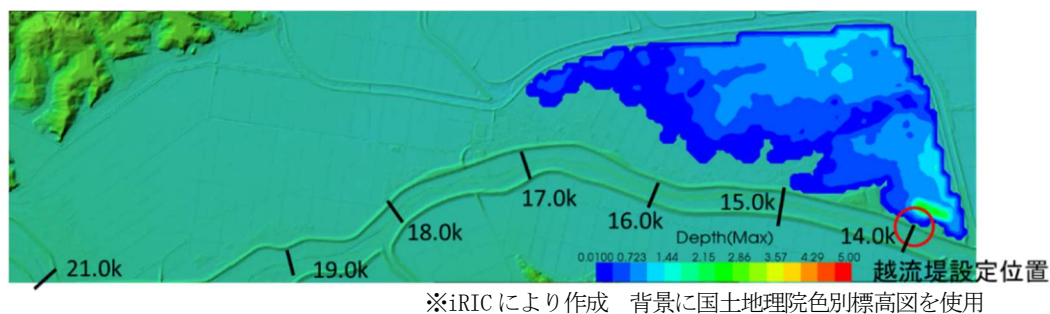 17.0k
16.0k
15.0k
18.0k
14.0k
Depth(Max)
0.0100 0.723 1.44 2.15 2.86 3.57 4.29 5.00
21.0k
19.0k
越流堤設定位置
※iRICにより作成 背景に国土地理院色別標高図を使用